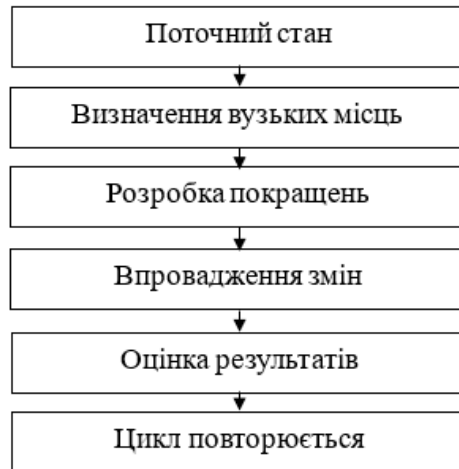 Поточний стан
Визначення вузьких місць
Розробка покращень
Впровадження змін
Оцінка результатів
Цикл повторюється